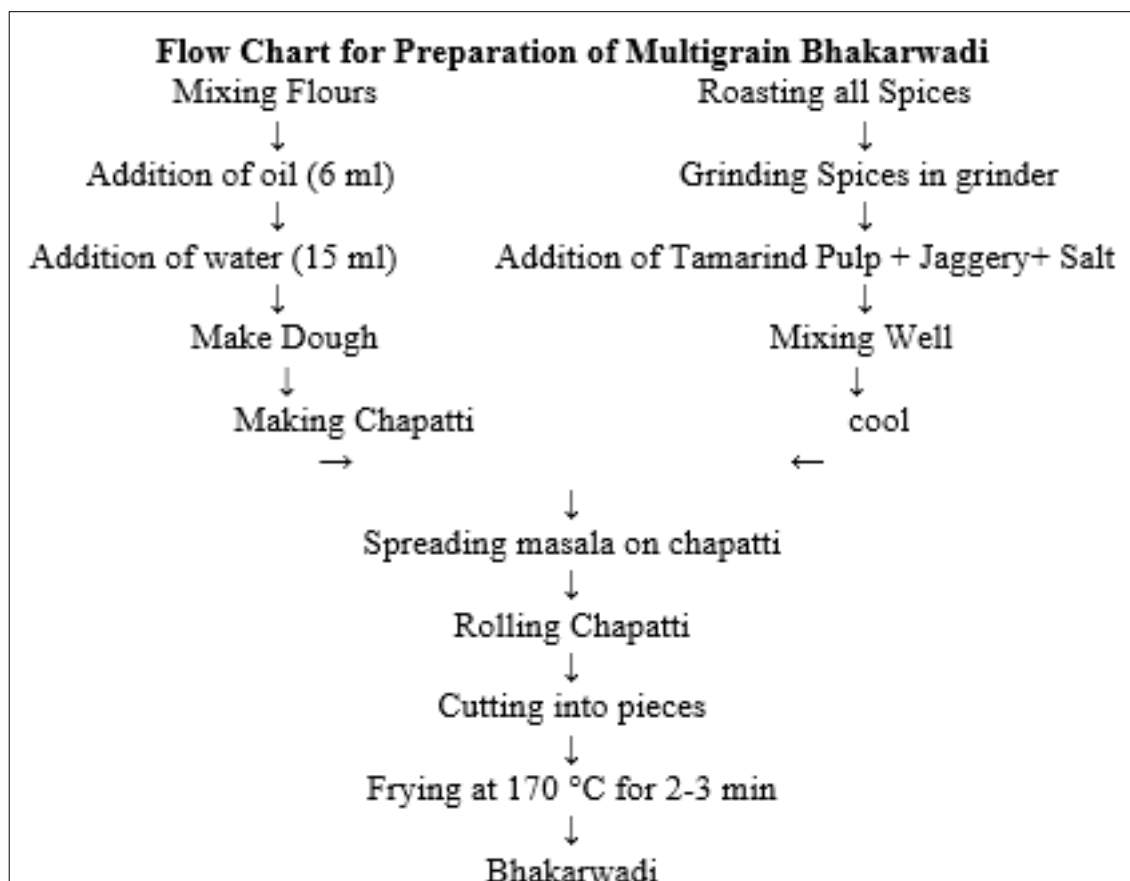 Flow Chart for Preparation of Multigrain Bhakarwadi
Mixing Flours Roasting all Spices
↓ ↓
Addition of oil (6 ml) Grinding Spices in grinder
↓ ↓
Addition of water (15 ml) Addition of Tamarind Pulp + Jaggery+ Salt
↓ ↓
Make Dough Mixing Well
↓ ↓
Making Chapatti cool
→ ←
↓
Spreading masala on chapatti
↓
Rolling Chapatti
↓
Cutting into pieces
↓
Frying at 170 °C for 2-3 min
↓
Bhakarwadi